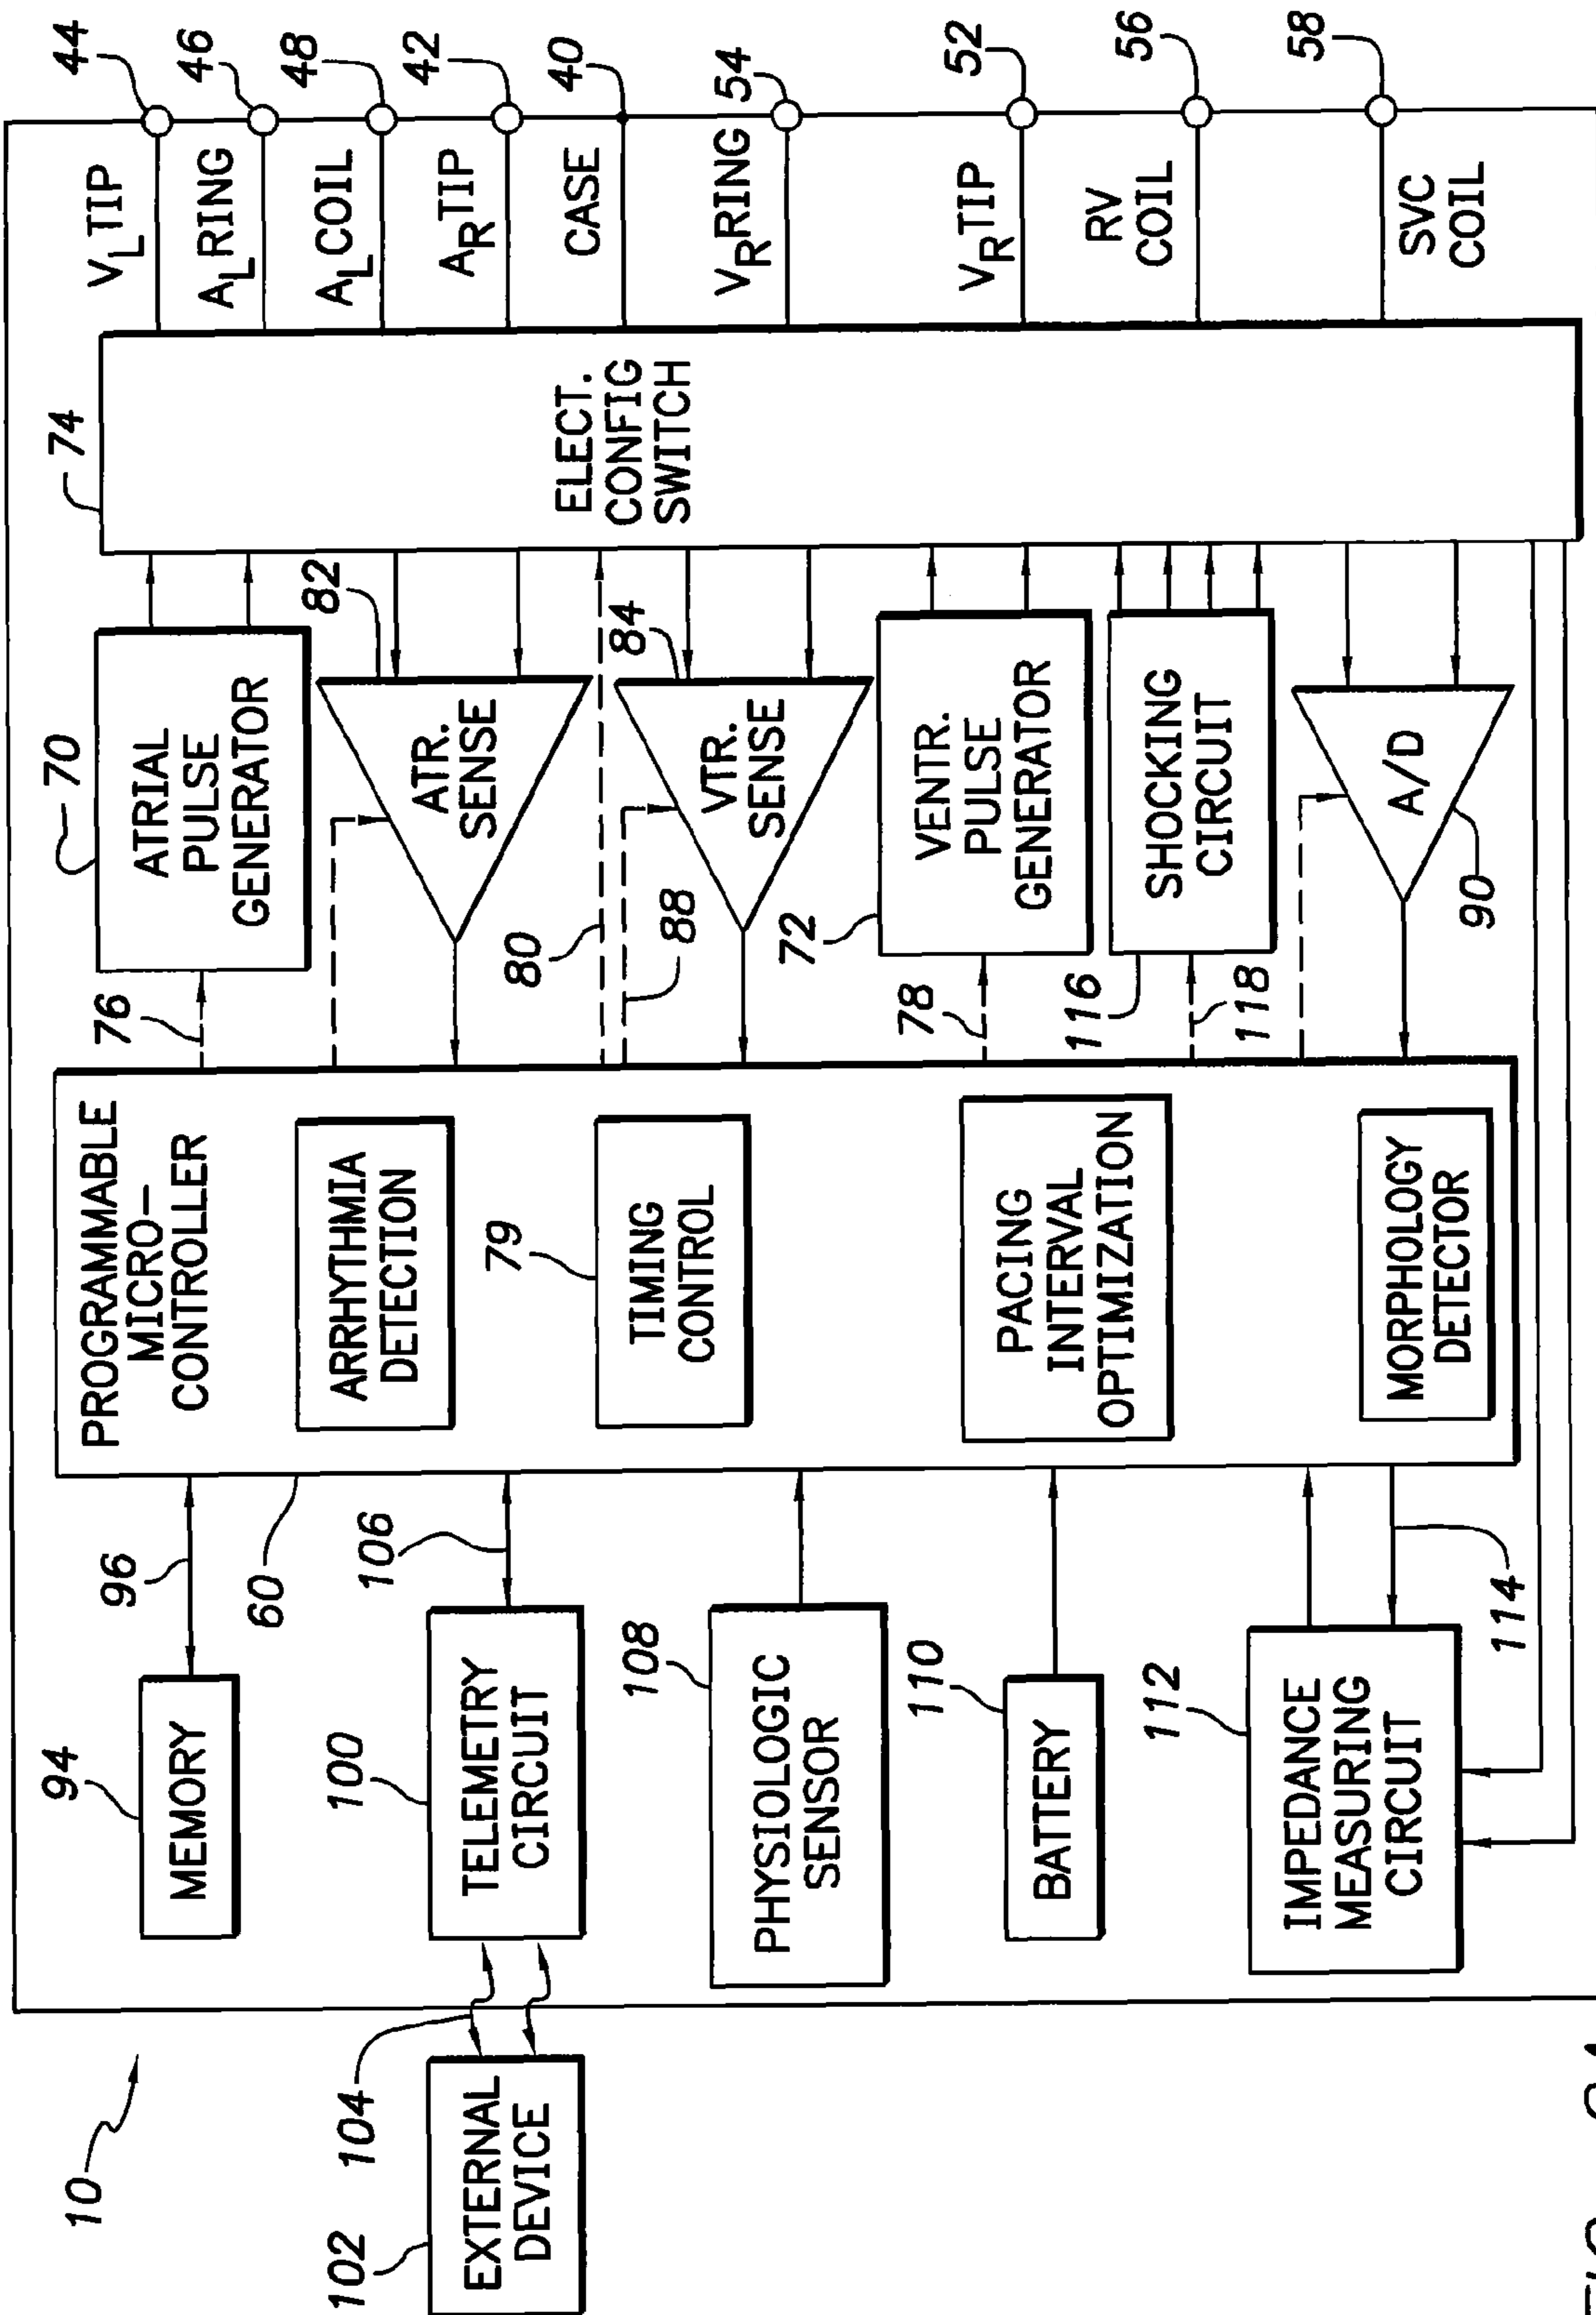 10
102
EXTERNAL
DEVICE
104
94
MEMORY
96
60
100
TELEMETRY
CIRCUIT
106
108
PHYSIOLOGIC
SENSOR
110
BATTERY
112
IMPEDANCE
MEASURING
CIRCUIT
114
PROGRAMMABLE
MICRO-
CONTROLLER
ARRHYTHMIA
DETECTION
79
TIMING
CONTROL
PACING
INTERVAL
OPTIMIZATION
MORPHOLOGY
DETECTOR
70
ATRIAL
PULSE
GENERATOR
76
82
ATR.
SENSE
80
84
VTR.
SENSE
88
72
VENTR.
PULSE
GENERATOR
78
116
SHOCKING
CIRCUIT
118
A/D
90
74
ELECT.
CONFIG
SWITCH
VLTIP
44
ALRING
46
ALCOIL
48
ARTIP
42
CASE
40
VRRING
54
VRTIP
52
RV
COIL
56
SVC
COIL
58